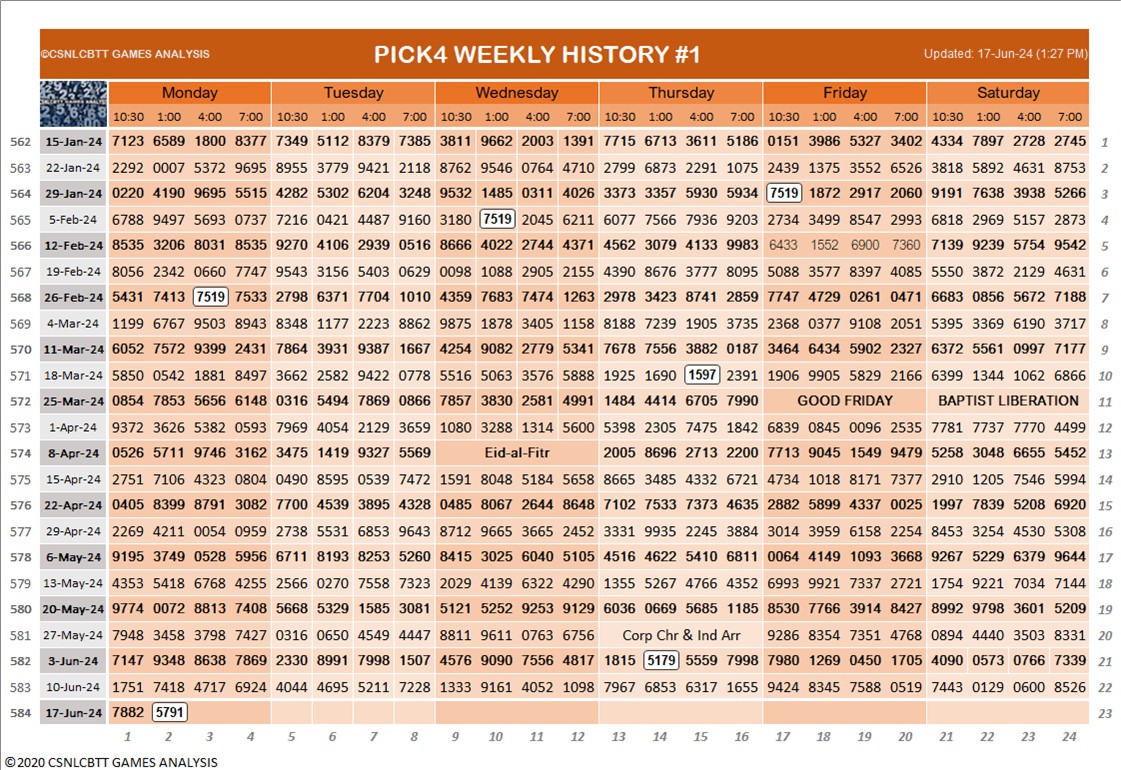 ©CSNLCBTT GAMES ANALYSIS PICK4 WEEKLY HISTORY #1 Updated: 17-Jun-24 (1:27 PM)
Monday Tuesday Wednesday Thursday Friday Saturday
10:30 1:00 4:00 7:00 10:30 1:00 4:00 7:00 10:30 1:00 4:00 7:00 10:30 1:00 4:00 7:00 10:30 1:00 4:00 7:00 10:30 1:00 4:00 7:00
562 15-Jan-24 7123 6589 1800 8377 7349 5112 8379 7385 3811 9662 2003 1391 7715 6713 3611 5186 0151 3986 5327 3402 4334 7897 2728 2745 1
563 22-Jan-24 2292 0007 5372 9695 8955 3779 9421 2118 8762 9546 0764 4710 2799 6873 2291 1075 2439 1375 3552 6526 3818 5892 4631 8753 2
564 29-Jan-24 0220 4190 9695 5515 4282 5302 6204 3248 9532 1485 0311 4026 3373 3357 5930 5934 7519 1872 2917 2060 9191 7638 3938 5266 3
565 5-Feb-24 6788 9497 5693 0737 7216 0421 4487 9160 3180 7519 2045 6211 6077 7566 7936 9203 2734 3499 8547 2993 6818 2969 5157 2873 4
566 12-Feb-24 8535 3206 8031 8535 9270 4106 2939 0516 8666 4022 2744 4371 4562 3079 4133 9983 6433 1552 6900 7360 7139 9239 5754 9542 5
567 19-Feb-24 8056 2342 0660 7747 9543 3156 5403 0629 0098 1088 2905 2155 4390 8676 3777 8095 5088 3577 8397 4085 5550 3872 2129 4631 6
568 26-Feb-24 5431 7413 7519 7533 2798 6371 7704 1010 4359 7683 7474 1263 2978 3423 8741 2859 7747 4729 0261 0471 6683 0856 5672 7188 7
569 4-Mar-24 1199 6767 9503 8943 8348 1177 2223 8862 9875 1878 3405 1158 8188 7239 1905 3735 2368 0377 9108 2051 5395 3369 6190 3717 8
570 11-Mar-24 6052 7572 9399 2431 7864 3931 9387 1667 4254 9082 2779 5341 7678 7556 3882 0187 3464 6434 5902 2327 6372 5561 0997 7177 9
571 18-Mar-24 5850 0542 1881 8497 3662 2582 9422 0778 5516 5063 3576 5888 1925 1690 1597 2391 1906 9905 5829 2166 6399 1344 1062 6866 10
572 25-Mar-24 0854 7853 5656 6148 0316 5494 7869 0866 7857 3830 2581 4991 1484 4414 6705 7990 GOOD FRIDAY BAPTIST LIBERATION 11
573 1-Apr-24 9372 3626 5382 0593 7969 4054 2129 3659 1080 3288 1314 5600 5398 2305 7475 1842 6839 0845 0096 2535 7781 7737 7770 4499 12
574 8-Apr-24 0526 5711 9746 3162 3475 1419 9327 5569 Eid-al-Fitr 2005 8696 2713 2200 7713 9045 1549 9479 5258 3048 6655 5452 13
575 15-Apr-24 2751 7106 4323 0804 0490 8595 0539 7472 1591 8048 5184 5658 8665 3485 4332 6721 4734 1018 8171 7377 2910 1205 7546 5994 14
576 22-Apr-24 0405 8399 8791 3082 7700 4539 3895 4328 0485 8067 2644 8648 7102 7533 7373 4635 2882 5899 4337 0025 1997 7839 5208 6920 15
577 29-Apr-24 2269 4211 0054 0959 2738 5531 6853 9643 8712 9665 3665 2452 3331 9935 2245 3884 3014 3959 6158 2254 8453 3254 4530 5308 16
578 6-May-24 9195 3749 0528 5956 6711 8193 8253 5260 8415 3025 6040 5105 4516 4622 5410 6811 0064 4149 1093 3668 9267 5229 6379 9644 17
579 13-May-24 4353 5418 6768 4255 2566 0270 7558 7323 2029 4139 6322 4290 1355 5267 4766 4352 6993 9921 7337 2721 1754 9221 7034 7144 18
580 20-May-24 9774 0072 8813 7408 5668 5329 1585 3081 5121 5252 9253 9129 6036 0669 5685 1185 8530 7766 3914 8427 8992 9798 3601 5209 19
581 27-May-24 7948 3458 3798 7427 0316 0650 4549 4447 8811 9611 0763 6756 Corp Chr & Ind Arr 9286 8354 7351 4768 0894 4440 3503 8331 20
582 3-Jun-24 7147 9348 8638 7869 2330 8991 7998 1507 4576 9090 7556 4817 1815 5179 5559 7998 7980 1269 0450 1705 4090 0573 0766 7339 21
583 10-Jun-24 1751 7418 4717 6924 4044 4695 5211 7228 1333 9161 4052 1098 7967 6853 6317 1655 9424 8345 7588 0519 7443 0129 0600 8526 22
584 17-Jun-24 7882 5791 23
1 2 3 4 5 6 7 8 9 10 11 12 13 14 15 16 17 18 19 20 21 22 23 24
©2020 CSNLCBTT GAMES ANALYSIS